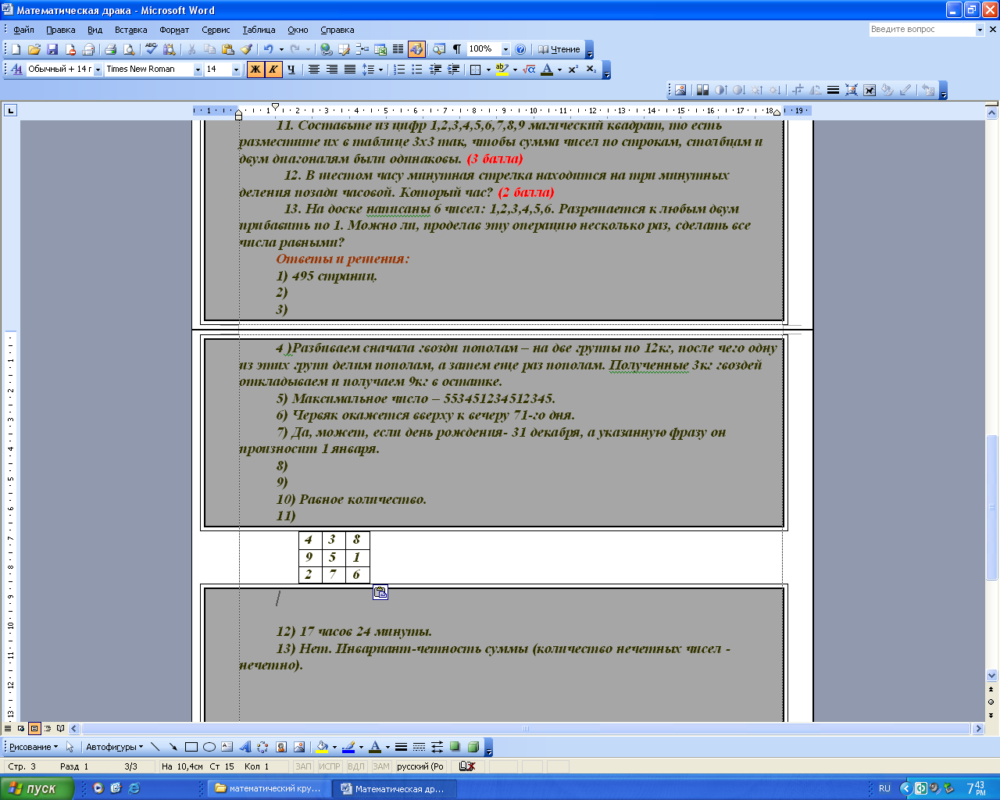 Математическая драка - Microsoft Word
Файл Правка Вид Вставка Формат Сервис Таблица Окно Справка Введите вопрос
100% Чтение
Обычный + 14 г Times New Roman 14 Ж К Ч
11. Составьте из цифр 1,2,3,4,5,6,7,8,9 магический квадрат, то есть
разместите их в таблице 3х3 так, чтобы сумма чисел по строкам, столбцам и
двум диагоналям были одинаковы. (3 балла)
12. В шестом часу минутная стрелка находится на три минутных
деления позади часовой. Который час? (2 балла)
13. На доске написаны 6 чисел: 1,2,3,4,5,6. Разрешается к любым двум
прибавить по 1. Можно ли, проделав эту операцию несколько раз, сделать все
числа равными?
Ответы и решения:
1) 495 страниц.
2)
3)
4 )Разбиваем сначала гвозди пополам – на две группы по 12кг, после чего одну
из этих групп делим пополам, а затем еще раз пополам. Полученные 3кг гвоздей
откладываем и получаем 9кг в остатке.
5) Максимальное число – 553451234512345.
6) Червяк окажется вверху к вечеру 71-го дня.
7) Да, может, если день рождения- 31 декабря, а указанную фразу он
произносит 1 января.
8)
9)
10) Равное количество.
11)
4 3 8
9 5 1
2 7 6
12) 17 часов 24 минуты.
13) Нет. Инвариант-четность суммы (количество нечетных чисел -
нечетно).
Рисование Автофигуры
Стр. 3 Разд 1 3/3 На 10,4см Ст 15 Кол 1 ЗАП ИСПР ВДЛ ЗАМ русский (Ро
пуск математический кру... Математическая др... RU 7 43 PM